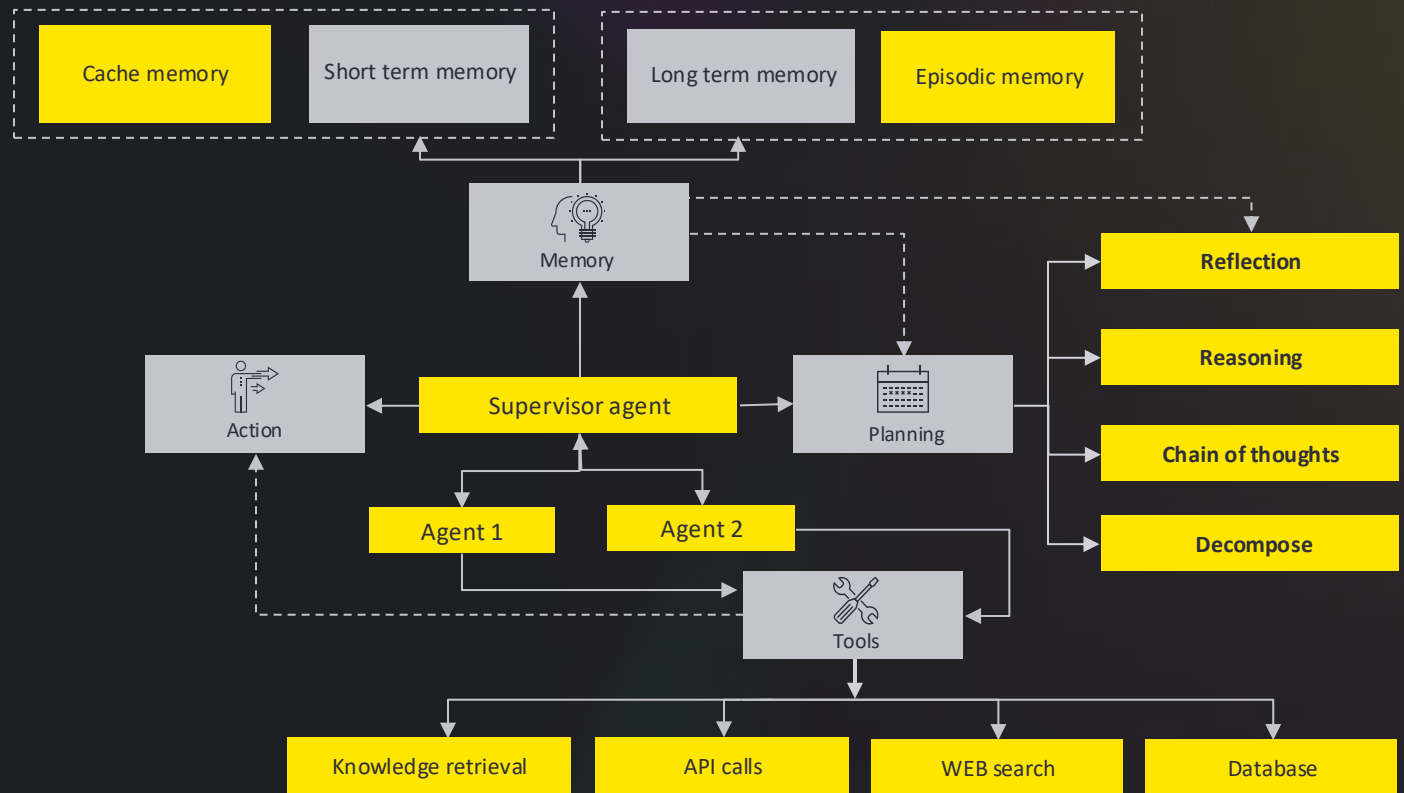 Cache memory
Short term memory
Long term memory
Episodic memory
Memory
Reflection
Reasoning
Action
Supervisor agent
Planning
Chain of thoughts
Agent 1
Agent 2
Decompose
Tools
Knowledge retrieval
API calls
WEB search
Database